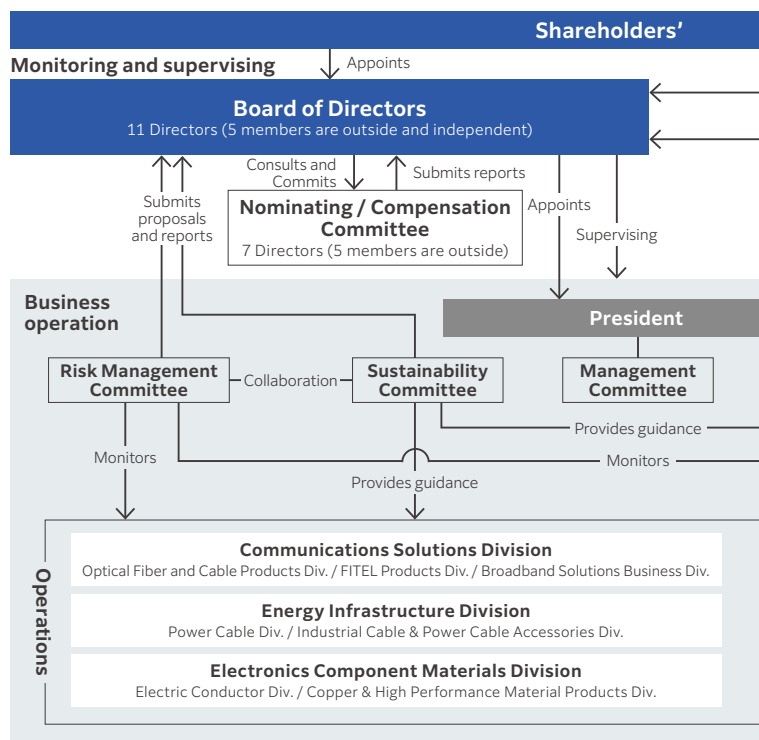 Shareholders’
Monitoring and supervising
Appoints
Board of Directors
11 Directors (5 members are outside and independent)
Submits
proposals
and reports
Consults and
Commits
Submits reports
Nominating / Compensation
Committee
7 Directors (5 members are outside)
Appoints
Supervising
Business
operation
President
Risk Management
Committee
Collaboration
Sustainability
Committee
Management
Committee
Provides guidance
Monitors
Monitors
Provides guidance
Operations
Communications Solutions Division
Optical Fiber and Cable Products Div. / FITEL Products Div. / Broadband Solutions Business Div.
Energy Infrastructure Division
Power Cable Div. / Industrial Cable & Power Cable Accessories Div.
Electronics Component Materials Division
Electric Conductor Div. / Copper & High Performance Material Products Div.